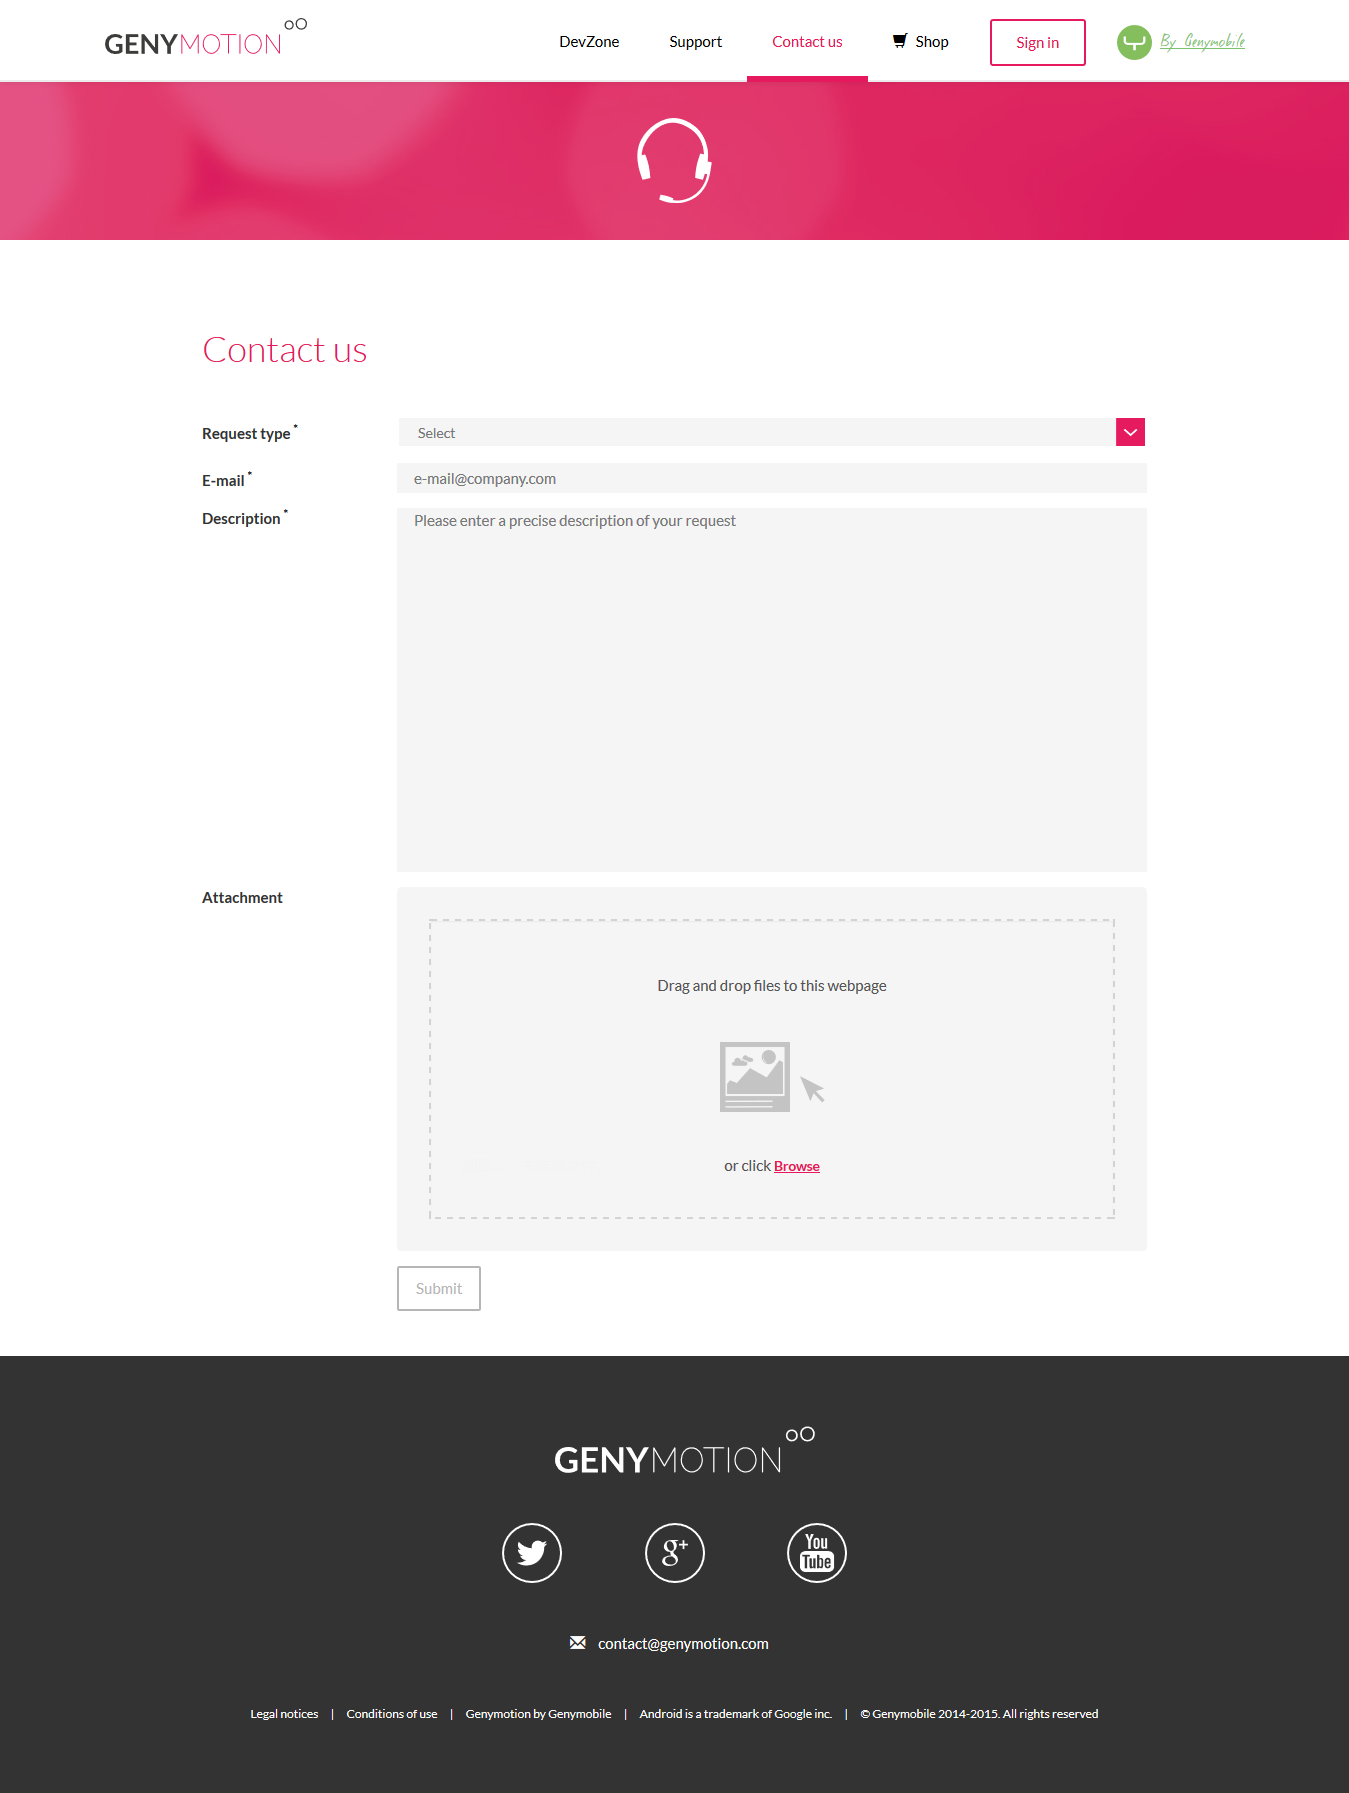 GENYMOTION
DevZone
Support
Contact us
Shop
Sign in
By Genymobile
Contact us
Request type *
Select
E-mail *
e-mail@company.com
Description *
Please enter a precise description of your request
Attachment
Drag and drop files to this webpage
or click Browse
Submit
GENYMOTION
g+
You
Tube
contact@genymotion.com
Legal notices | Conditions of use | Genymotion by Genymobile | Android is a trademark of Google inc. | © Genymobile 2014-2015. All rights reserved